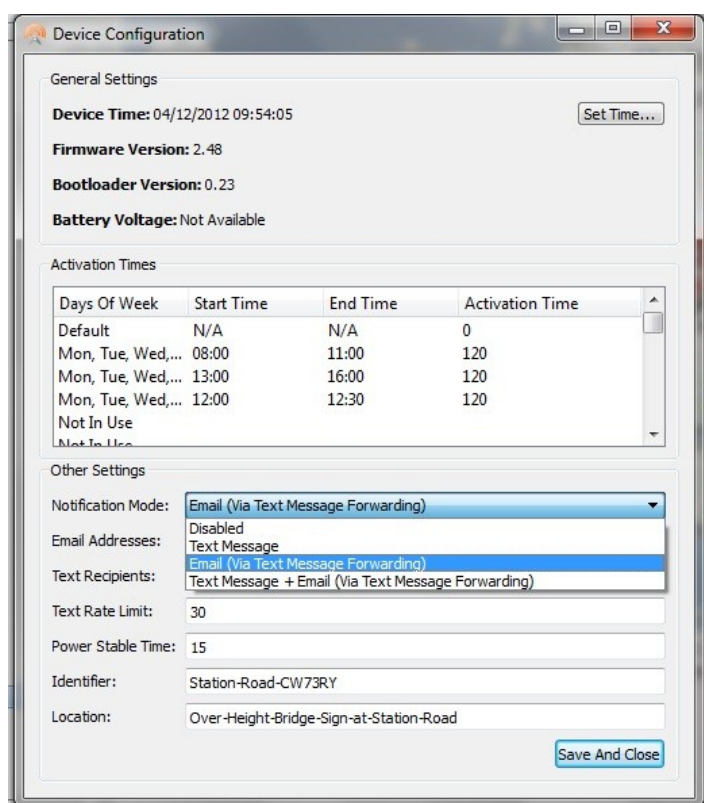 Device Configuration
General Settings
Device Time: 04/12/2012 09:54:05
Set Time...
Firmware Version: 2.48
Bootloader Version: 0.23
Battery Voltage: Not Available
Activation Times
Days Of Week Start Time End Time Activation Time
Default N/A N/A 0
Mon, Tue, Wed,... 08:00 11:00 120
Mon, Tue, Wed,... 13:00 16:00 120
Mon, Tue, Wed,... 12:00 12:30 120
Not In Use
Not In Use
Other Settings
Notification Mode: Email (Via Text Message Forwarding)
Disabled
Email Addresses:
Text Message
Email (Via Text Message Forwarding)
Text Recipients:
Text Message + Email (Via Text Message Forwarding)
Text Rate Limit: 30
Power Stable Time: 15
Identifier: Station-Road-CW73RY
Location: Over-Height-Bridge-Sign-at-Station-Road
Save And Close